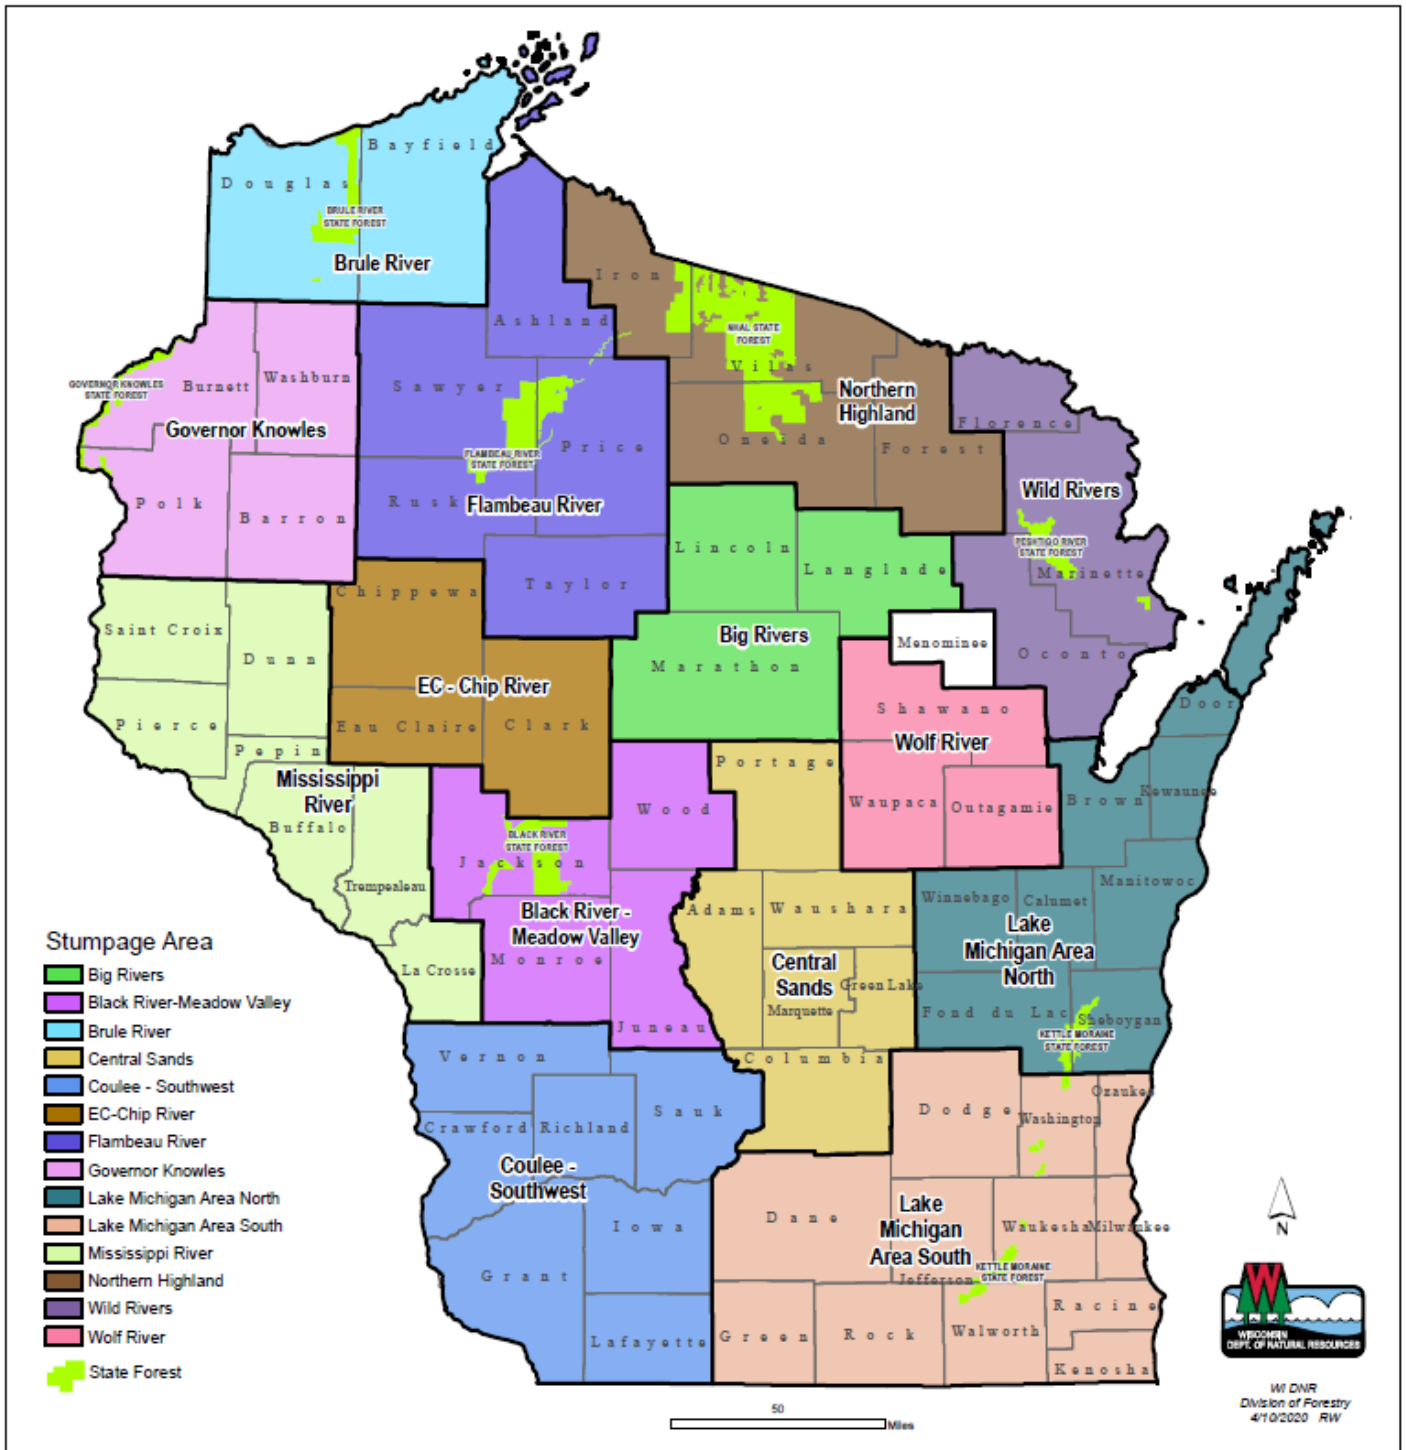 Bayfield
Douglas
BRULE RIVER
STATE FOREST
Brule River
Iron
Ashland
NHAL STATE
FOREST
Vilas
GOVERNOR KNOWLES
STATE FOREST
Burnett
Washburn
Sawyer
Northern
Highland
Florence
Governor Knowles
Oneida
Forest
FLAMBEAU RIVER
STATE FOREST
Price
Polk
Barron
Rusk
Flambeau River
Wild Rivers
PESHTIGO RIVER
STATE FOREST
Lincoln
Langlade
Marinette
Chippewa
Taylor
Saint Croix
Dunn
Big Rivers
Menominee
Marathon
Oconto
EC - Chip River
Pierce
Eau Claire
Clark
Shawano
Door
Wolf River
Pepin
Mississippi
River
Portage
Wood
Waupaca
Outagamie
Brown
Kewaunee
Buffalo
BLACK RIVER
STATE FOREST
Jackson
Trempealeau
Manitowoc
Winnebago
Calumet
Adams
Waushara
Black River -
Meadow Valley
Lake
Michigan Area
North
La Crosse
Monroe
Central
Sands
Green Lake
Marquette
Fond du Lac
Sheboygan
Juneau
KETTLE MORAINE
STATE FOREST
Vernon
Columbia
Ozaukee
Sauk
Dodge
Washington
Crawford
Richland
Coulee -
Southwest
Iowa
Dane
Lake
Michigan
Area South
Waukesha
Milwaukee
Jefferson
KETTLE MORAINE
STATE FOREST
Grant
Racine
Lafayette
Green
Rock
Walworth
Kenosha
Stumpage Area
Big Rivers
Black River-Meadow Valley
Brule River
Central Sands
Coulee - Southwest
EC-Chip River
Flambeau River
Governor Knowles
Lake Michigan Area North
Lake Michigan Area South
Mississippi River
Northern Highland
Wild Rivers
Wolf River
State Forest
50
Miles
N
W
WISCONSIN
DEPT. OF NATURAL RESOURCES
WI DNR
Division of Forestry
4/10/2020 RW